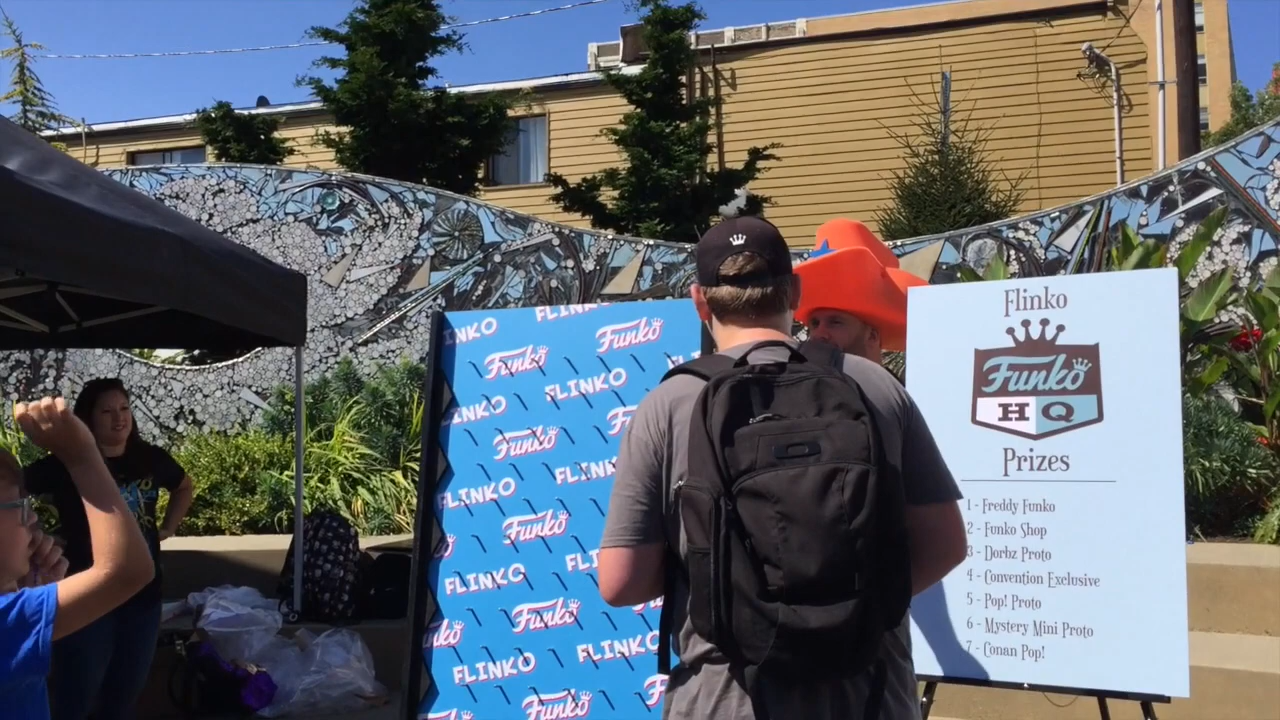 INKO FLINKO
Funko Funko
FLINKO
INKO
Funko
FLINKO
FLINKO
Funko
FLINKO
Funko FLINKO
FLINKO
Funko
Flinko
Funko
HQ
Prizes
1 - Freddy Funko
2 - Funko Shop
3 - Dorbz Proto
4 - Convention Exclusive
5 - Pop! Proto
6 - Mystery Mini Proto
7 - Conan Pop!